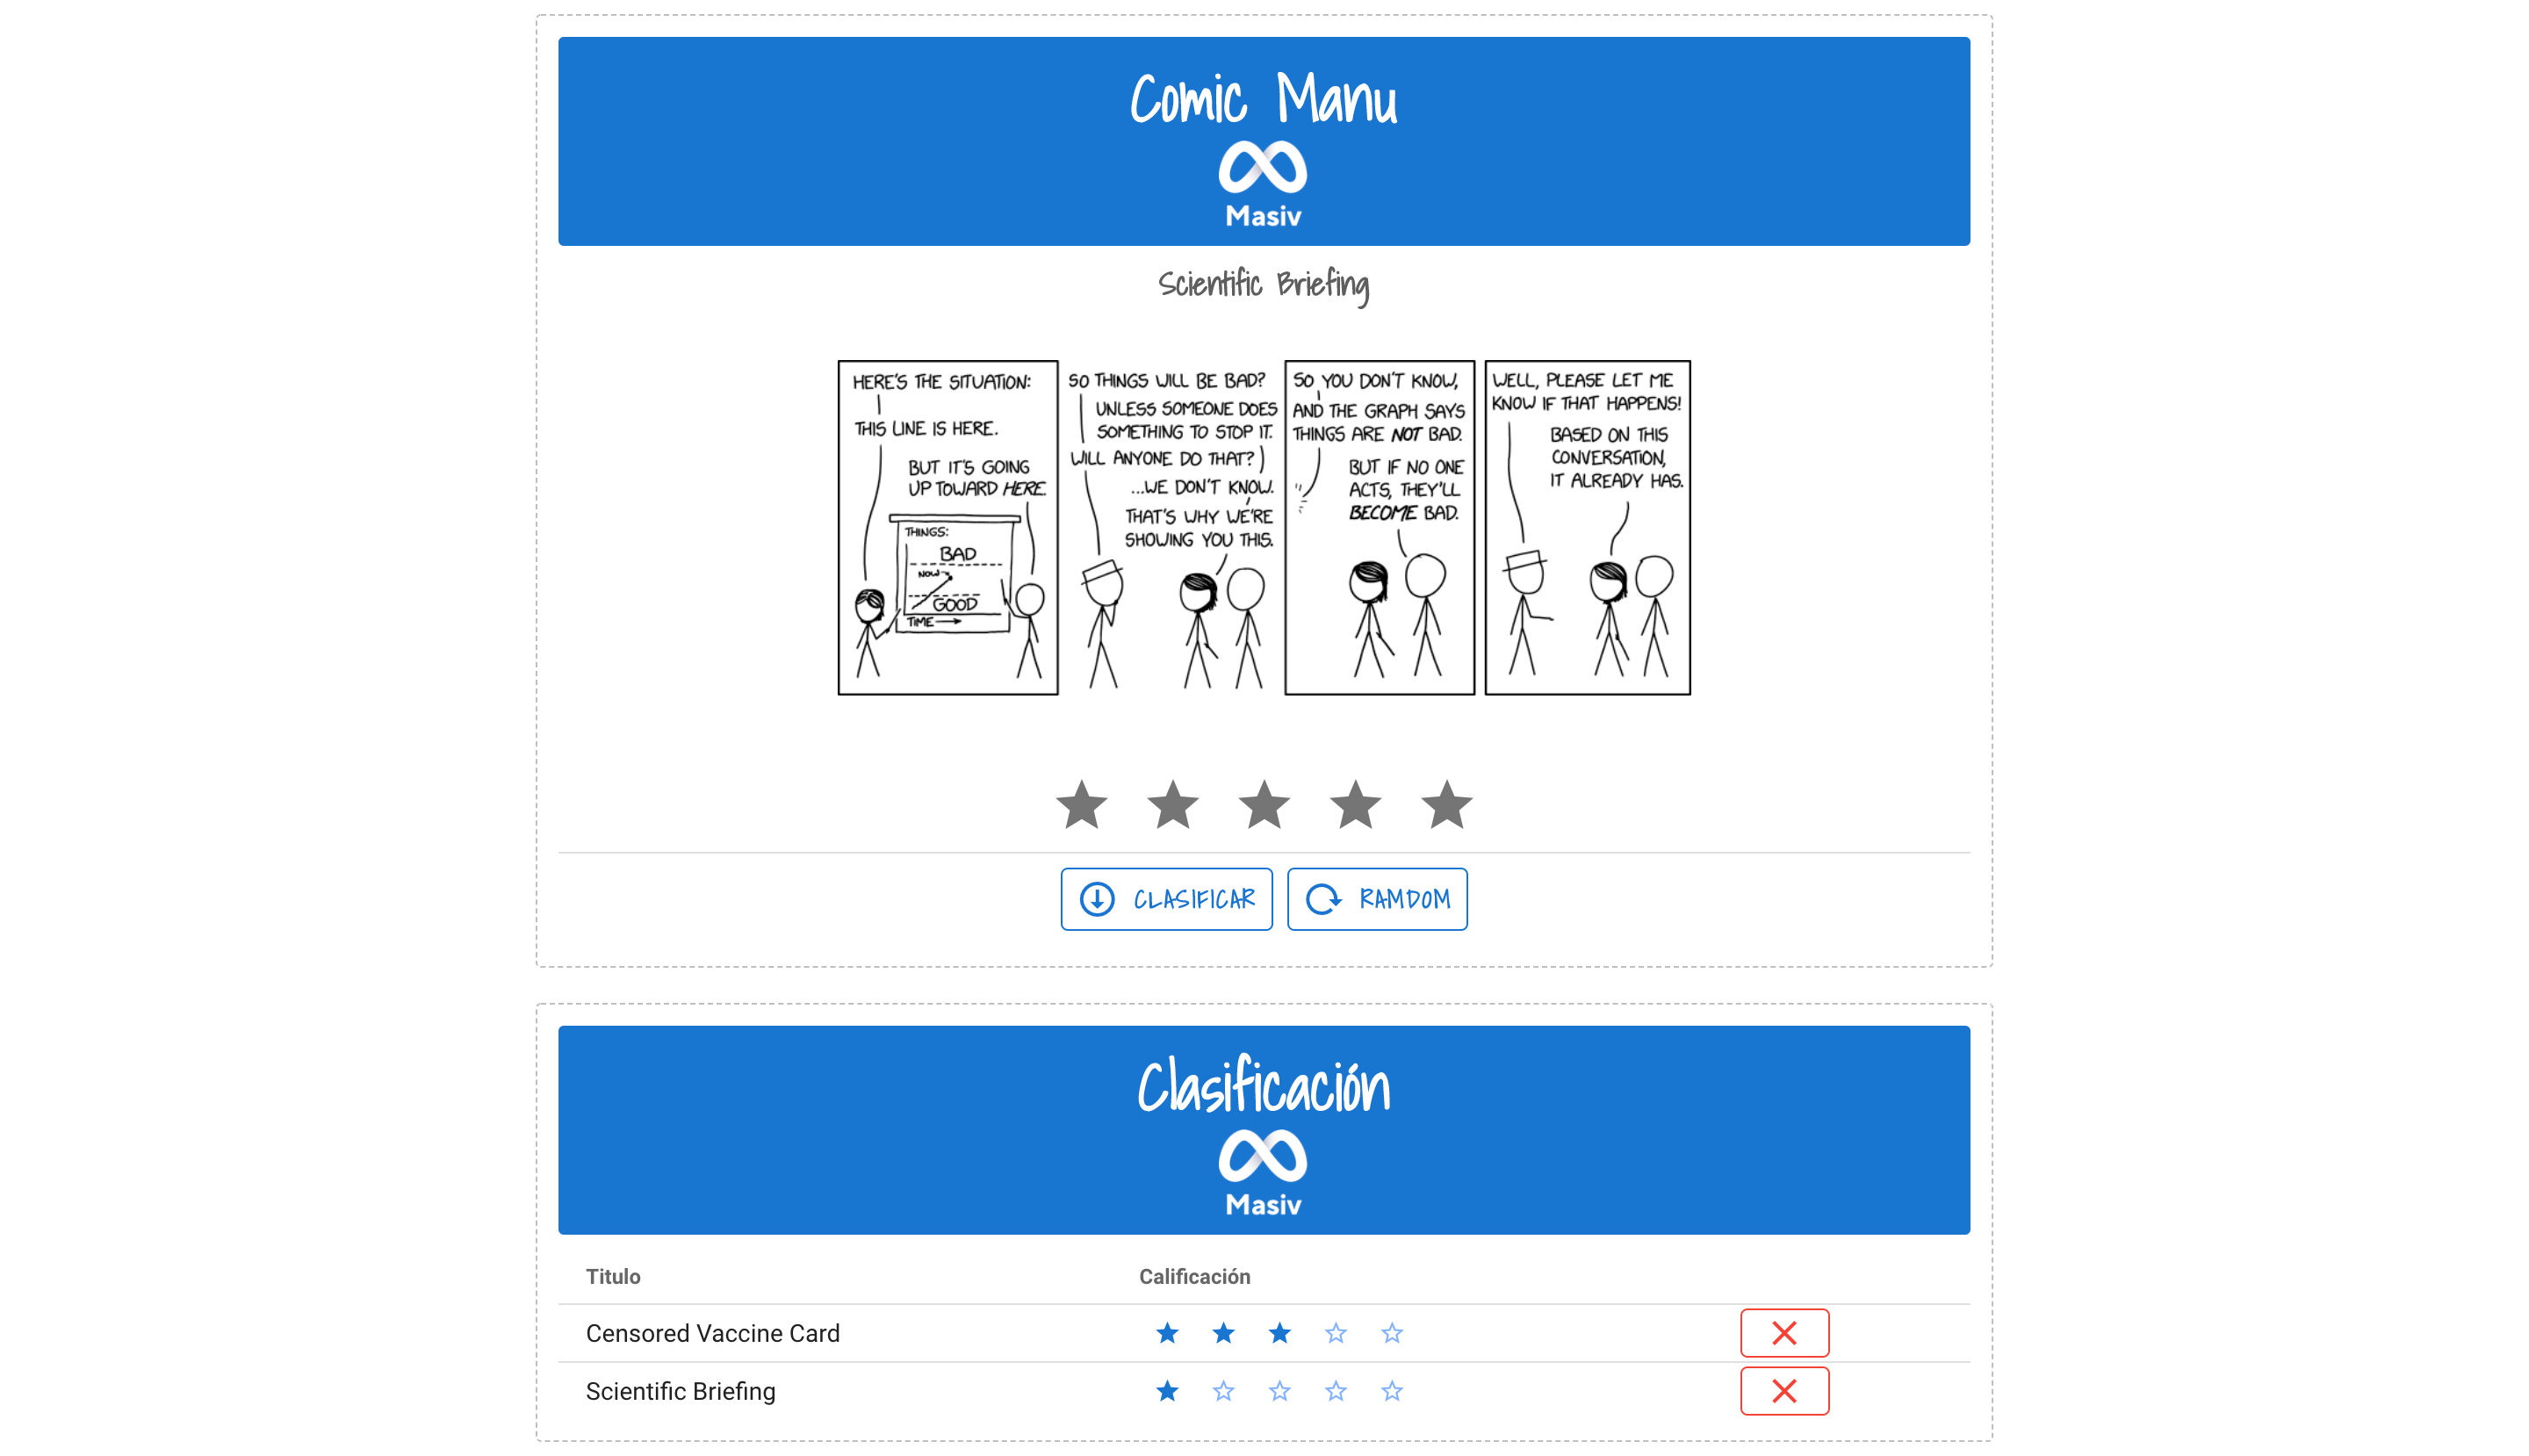 Comic Manu
Masiv
Scientific Briefing
HERE'S THE SITUATION:
THIS LINE IS HERE.
BUT IT'S GOING
UP TOWARD HERE.
THINGS:
BAD
NOW
GOOD
TIME
SO THINGS WILL BE BAD?
UNLESS SOMEONE DOES
SOMETHING TO STOP IT.
WILL ANYONE DO THAT?
...WE DON'T KNOW.
THAT'S WHY WE'RE
SHOWING YOU THIS.
SO YOU DON'T KNOW,
AND THE GRAPH SAYS
THINGS ARE NOT BAD.
BUT IF NO ONE
ACTS, THEY'LL
BECOME BAD.
WELL, PLEASE LET ME
KNOW IF THAT HAPPENS!
BASED ON THIS
CONVERSATION,
IT ALREADY HAS.
CLASIFICAR
RAMDOM
Clasificación
Masiv
Titulo Calificación
Censored Vaccine Card
Scientific Briefing